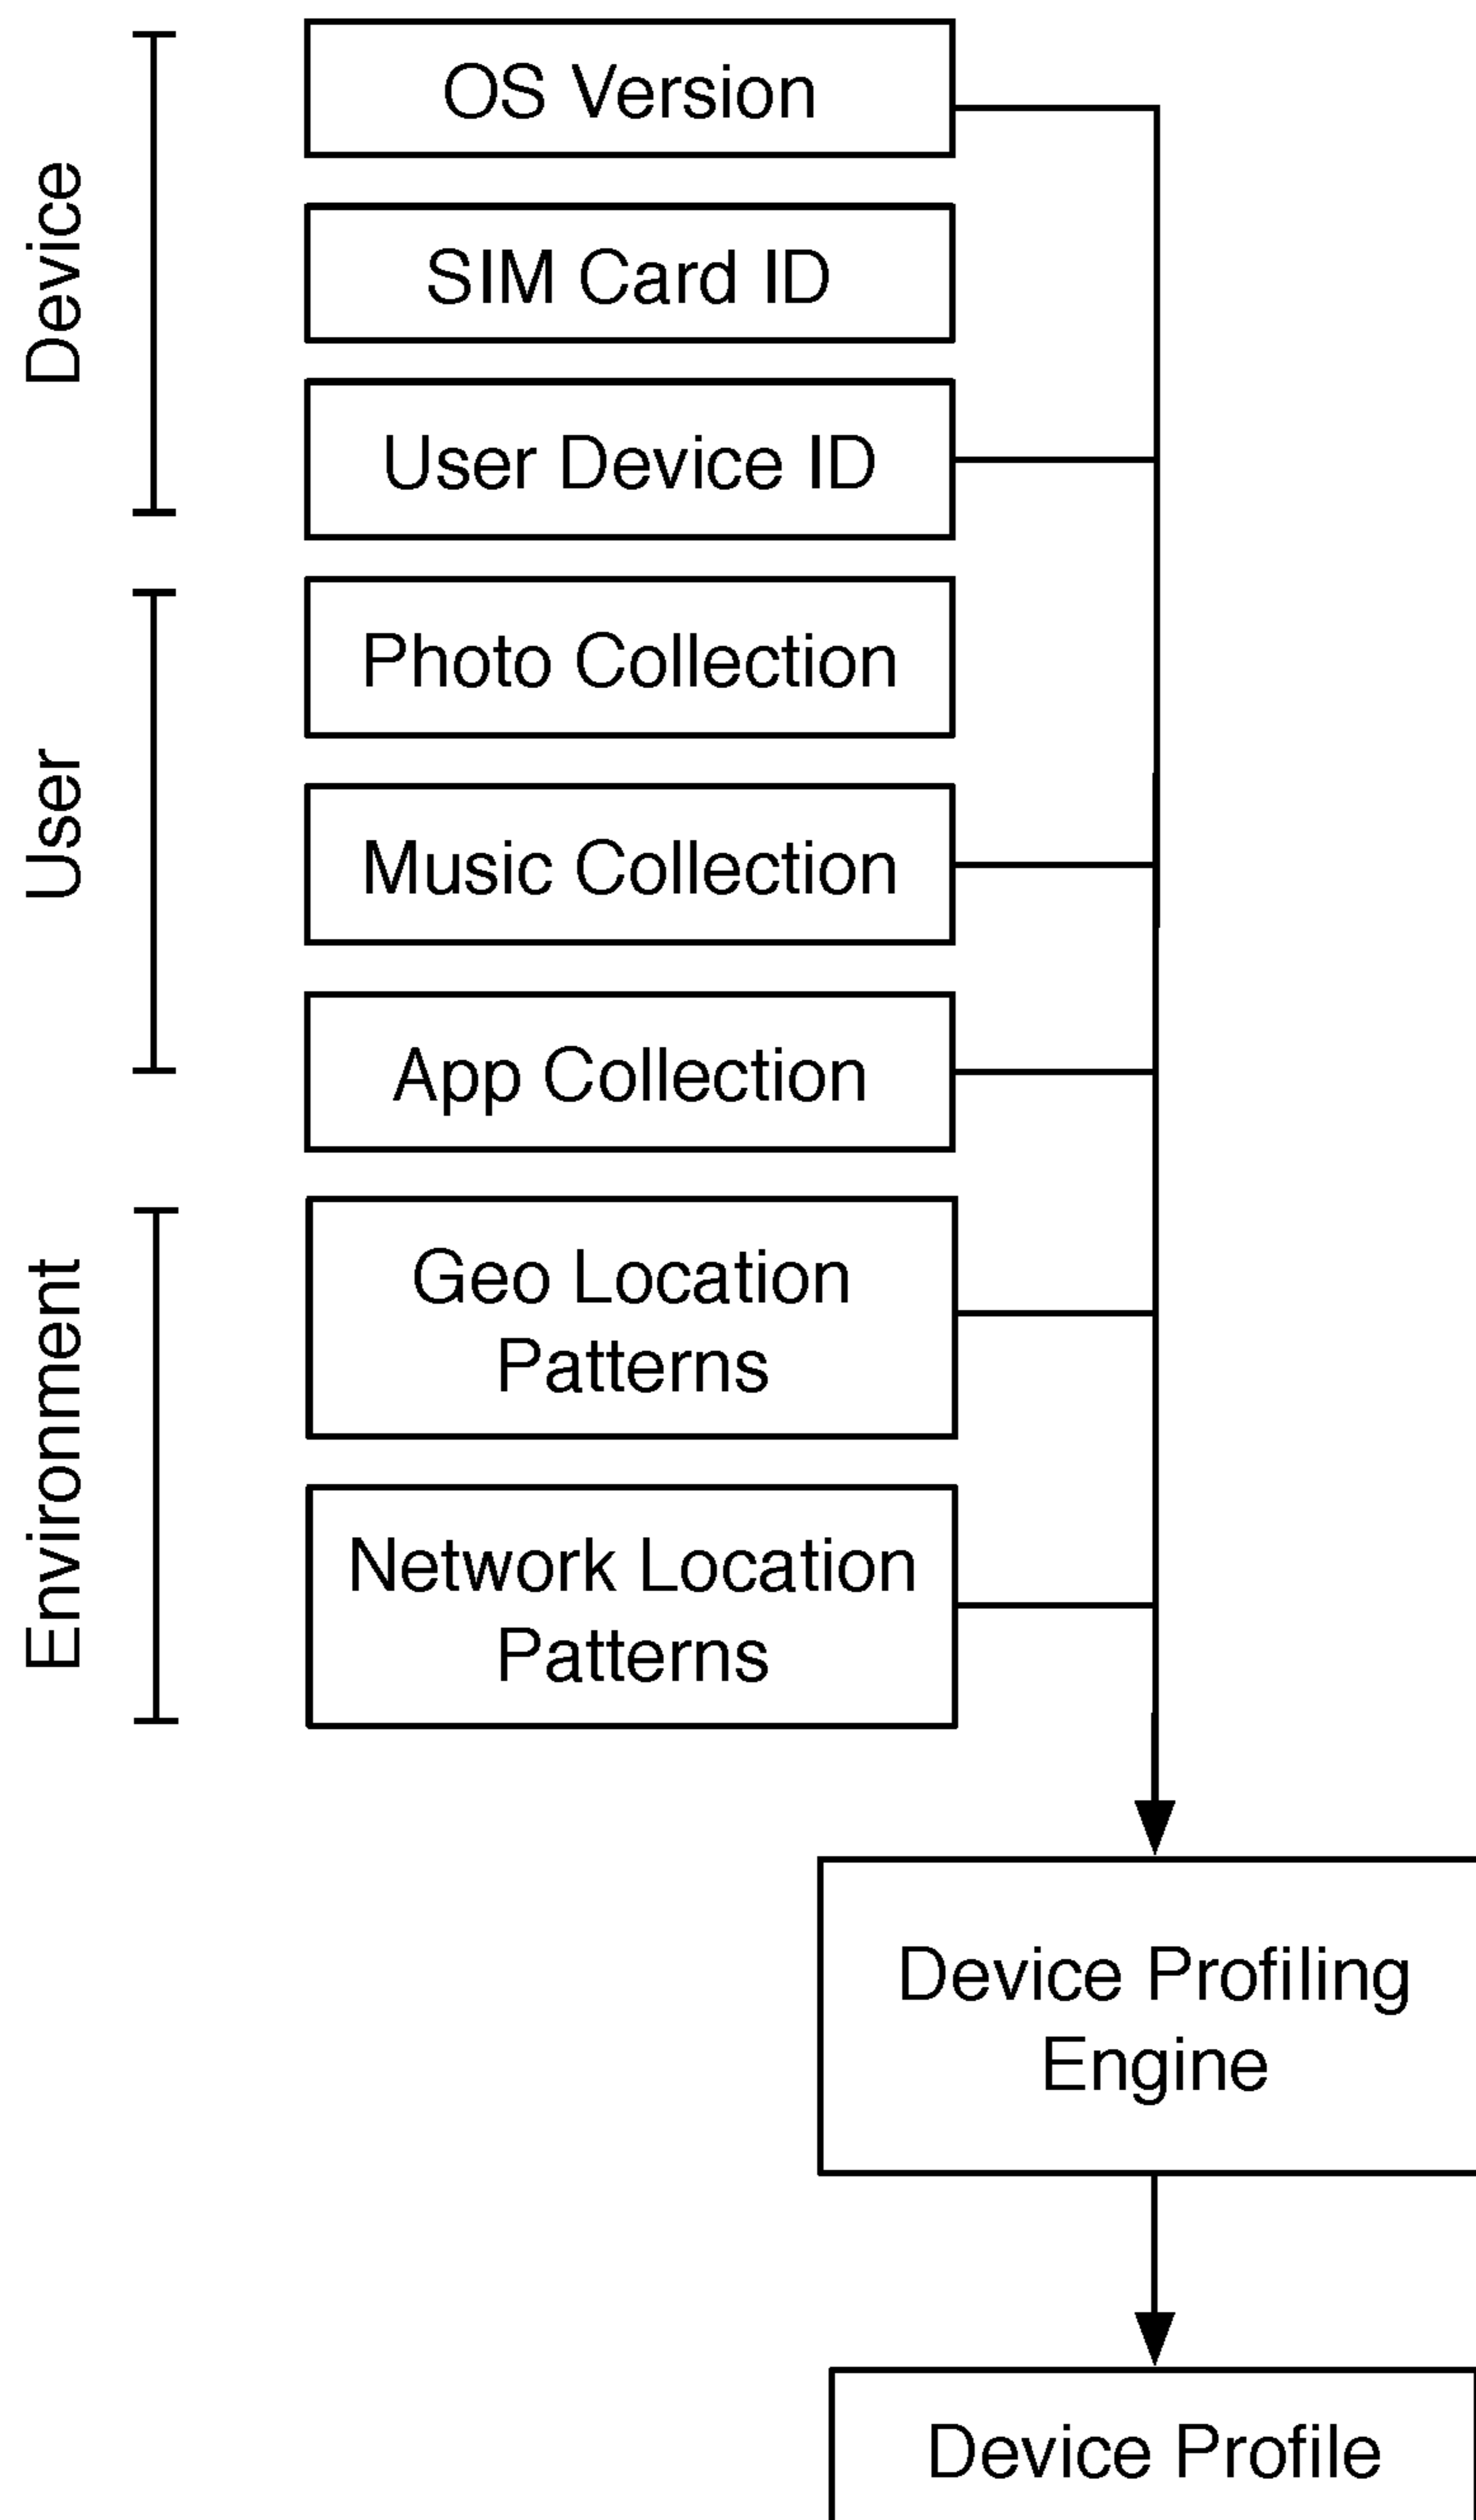 Device
OS Version
SIM Card ID
User Device ID
User
Photo Collection
Music Collection
App Collection
Environment
Geo Location
Patterns
Network Location
Patterns
Device Profiling
Engine
Device Profile